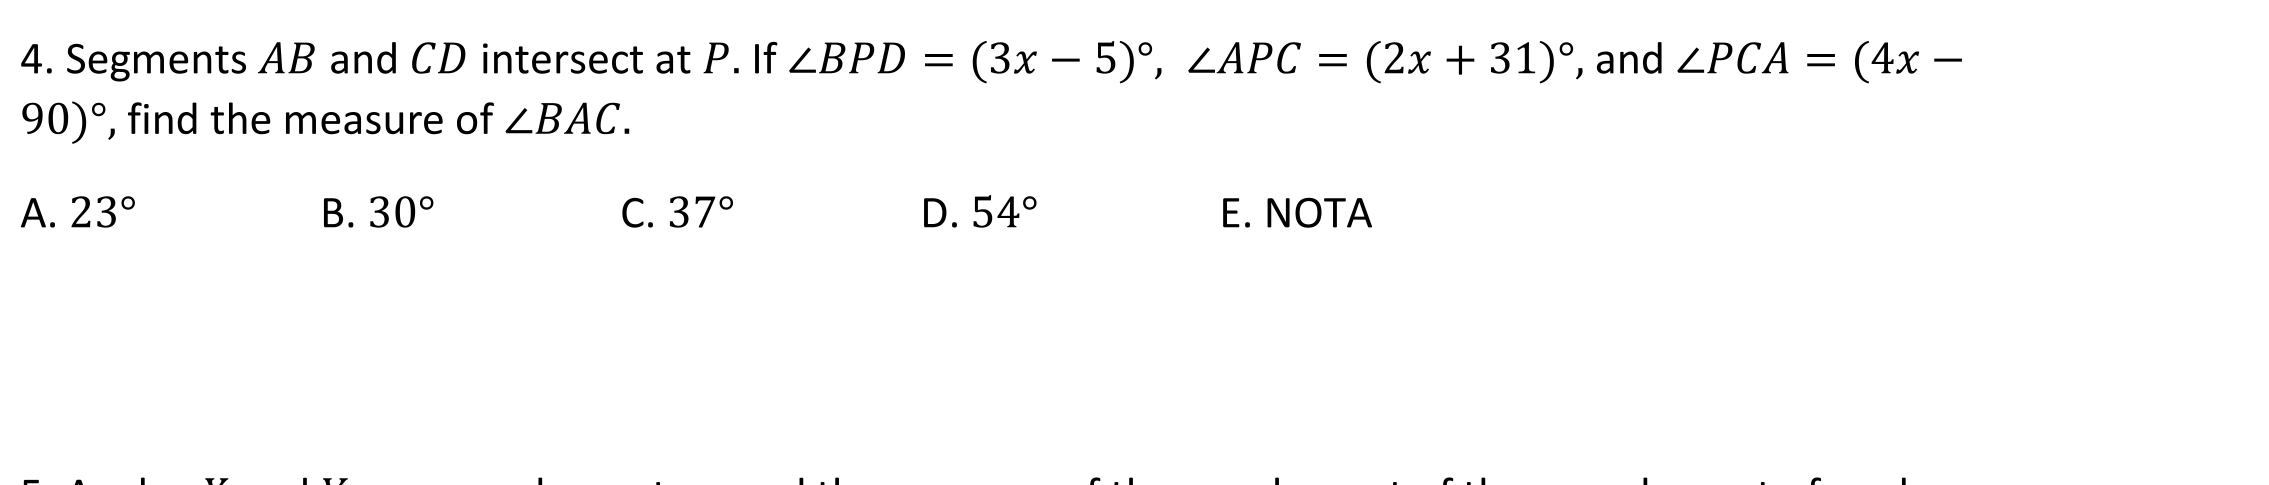 4. Segments AB and CD intersect at P. If ∠BPD = (3x − 5)°, ∠APC = (2x + 31)°, and ∠PCA = (4x −
90)°, find the measure of ∠BAC.
A. 23° B. 30° C. 37° D. 54° E. NOTA